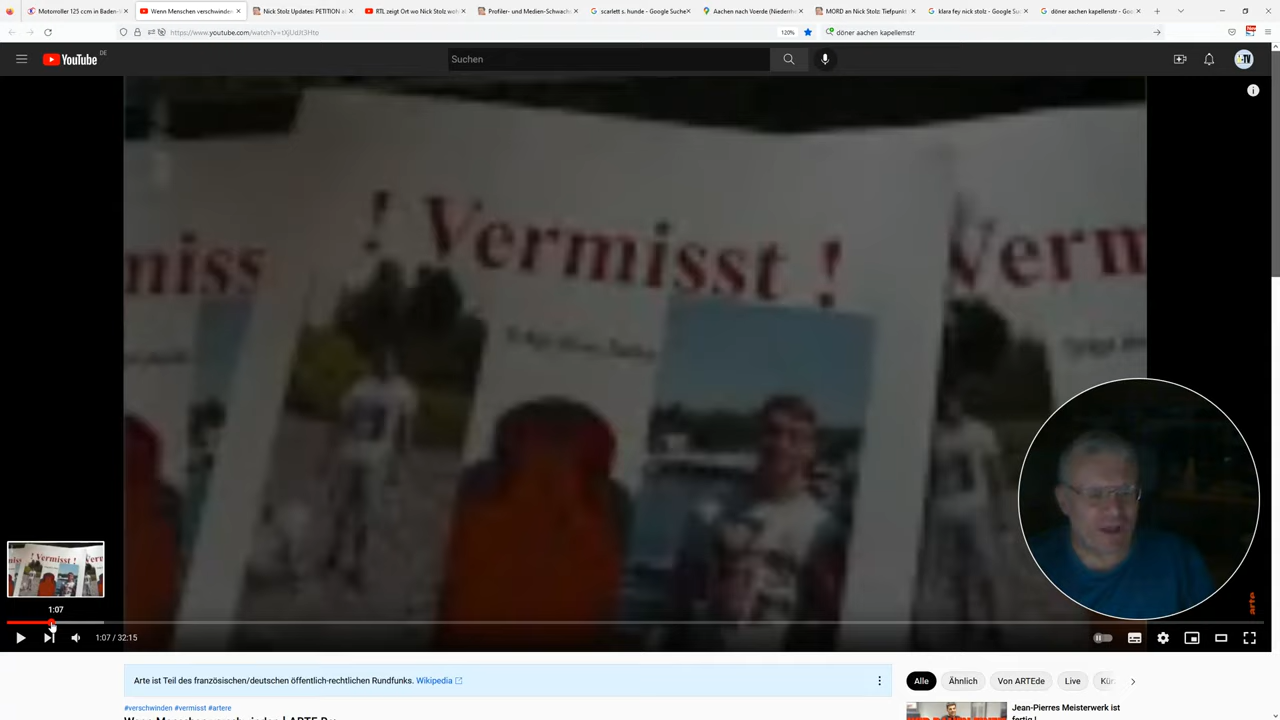 Motorroller 125 ccm in Baden-W
Wenn Menschen verschwinden
Nick Stolz Updates: PETITION a
RTL zeigt Ort wo Nick Stolz wol
Profiler- und Medien-Schwach
scarlett s. hunde - Google Suche
Aachen nach Voerde (Niederrh
MORD an Nick Stolz: Tiefpunkt
klara fey nick stolz - Google Su
döner aachen kapellenstr - Goo
120%
döner aachen kapellemstr
YouTube DE
Suchen
! Vermisst !
miss
Verm
! Vermisst !
1:07
1:07 / 32:15
arte
Arte ist Teil des französischen/deutschen öffentlich-rechtlichen Rundfunks. Wikipedia
Alle
Ähnlich
Von ARTEde
Live
Kür
#verschwinden #vermisst #artere
Jean-Pierres Meisterwerk ist
fertig !